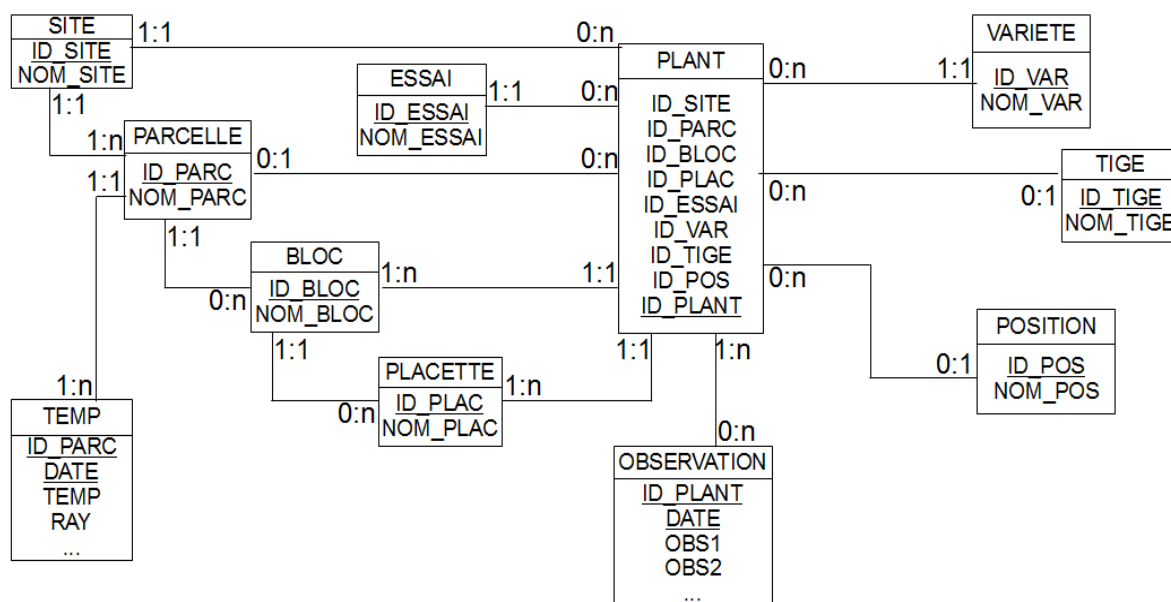 SITE
ID_SITE
NOM_SITE
1:1
0:n
1:1
1:n
ESSAI
ID_ESSAI
NOM_ESSAI
1:1
0:n
PLANT
ID_SITE
ID_PARC
ID_BLOC
ID_PLAC
ID_ESSAI
ID_VAR
ID_TIGE
ID_POS
ID_PLANT
0:n
1:1
VARIETE
ID_VAR
NOM_VAR
PARCELLE
ID_PARC
NOM_PARC
0:1
0:n
1:1
1:1
0:n
0:n
0:1
TIGE
ID_TIGE
NOM_TIGE
BLOC
ID_BLOC
NOM_BLOC
1:n
1:1
1:1
0:n
0:n
0:1
POSITION
ID_POS
NOM_POS
PLACETTE
ID_PLAC
NOM_PLAC
1:n
1:1
1:n
0:n
1:n
TEMP
ID_PARC
DATE
TEMP
RAY
...
OBSERVATION
ID_PLANT
DATE
OBS1
OBS2
...